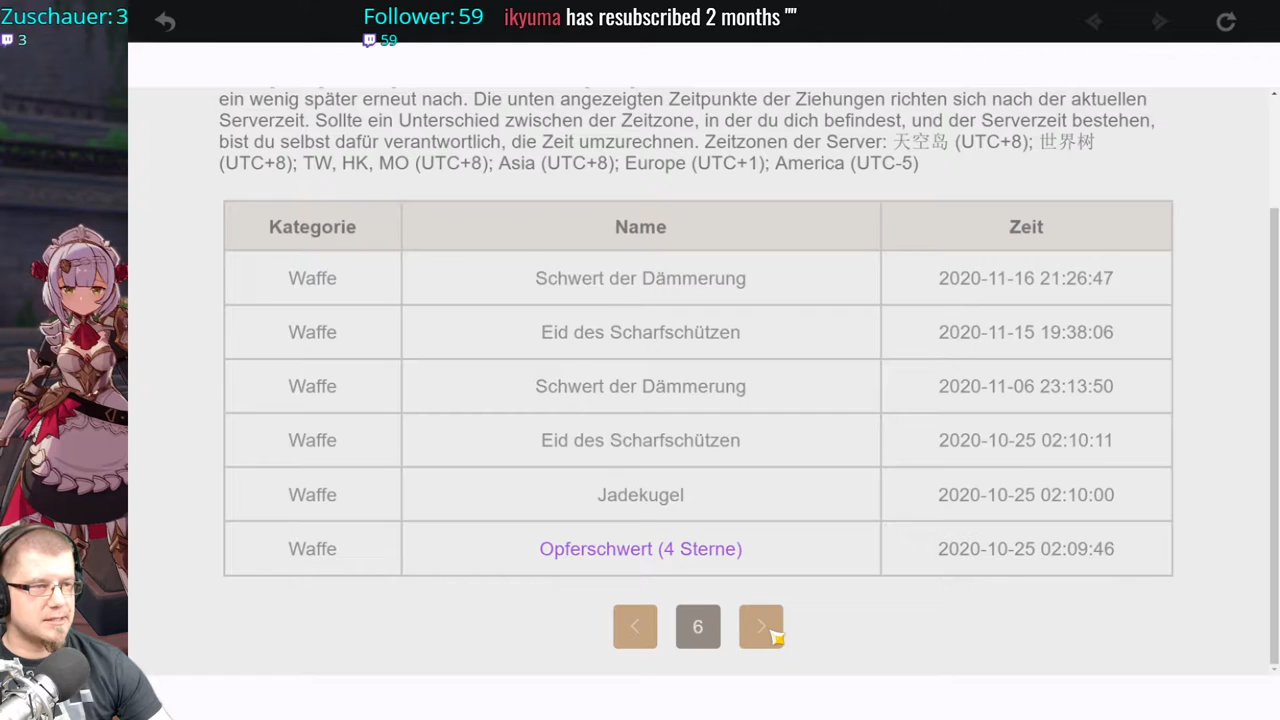 Zuschauer: 3
3
Follower: 59
59
ikyuma has resubscribed 2 months ""
ein wenig später erneut nach. Die unten angezeigten Zeitpunkte der Ziehungen richten sich nach der aktuellen
Serverzeit. Sollte ein Unterschied zwischen der Zeitzone, in der du dich befindest, und der Serverzeit bestehen,
bist du selbst dafür verantwortlich, die Zeit umzurechnen. Zeitzonen der Server: 天空岛 (UTC+8); 世界树
(UTC+8); TW, HK, MO (UTC+8); Asia (UTC+8); Europe (UTC+1); America (UTC-5)
Kategorie Name Zeit
Waffe Schwert der Dämmerung 2020-11-16 21:26:47
Waffe Eid des Scharfschützen 2020-11-15 19:38:06
Waffe Schwert der Dämmerung 2020-11-06 23:13:50
Waffe Eid des Scharfschützen 2020-10-25 02:10:11
Waffe Jadekugel 2020-10-25 02:10:00
Waffe Opferschwert (4 Sterne) 2020-10-25 02:09:46
6